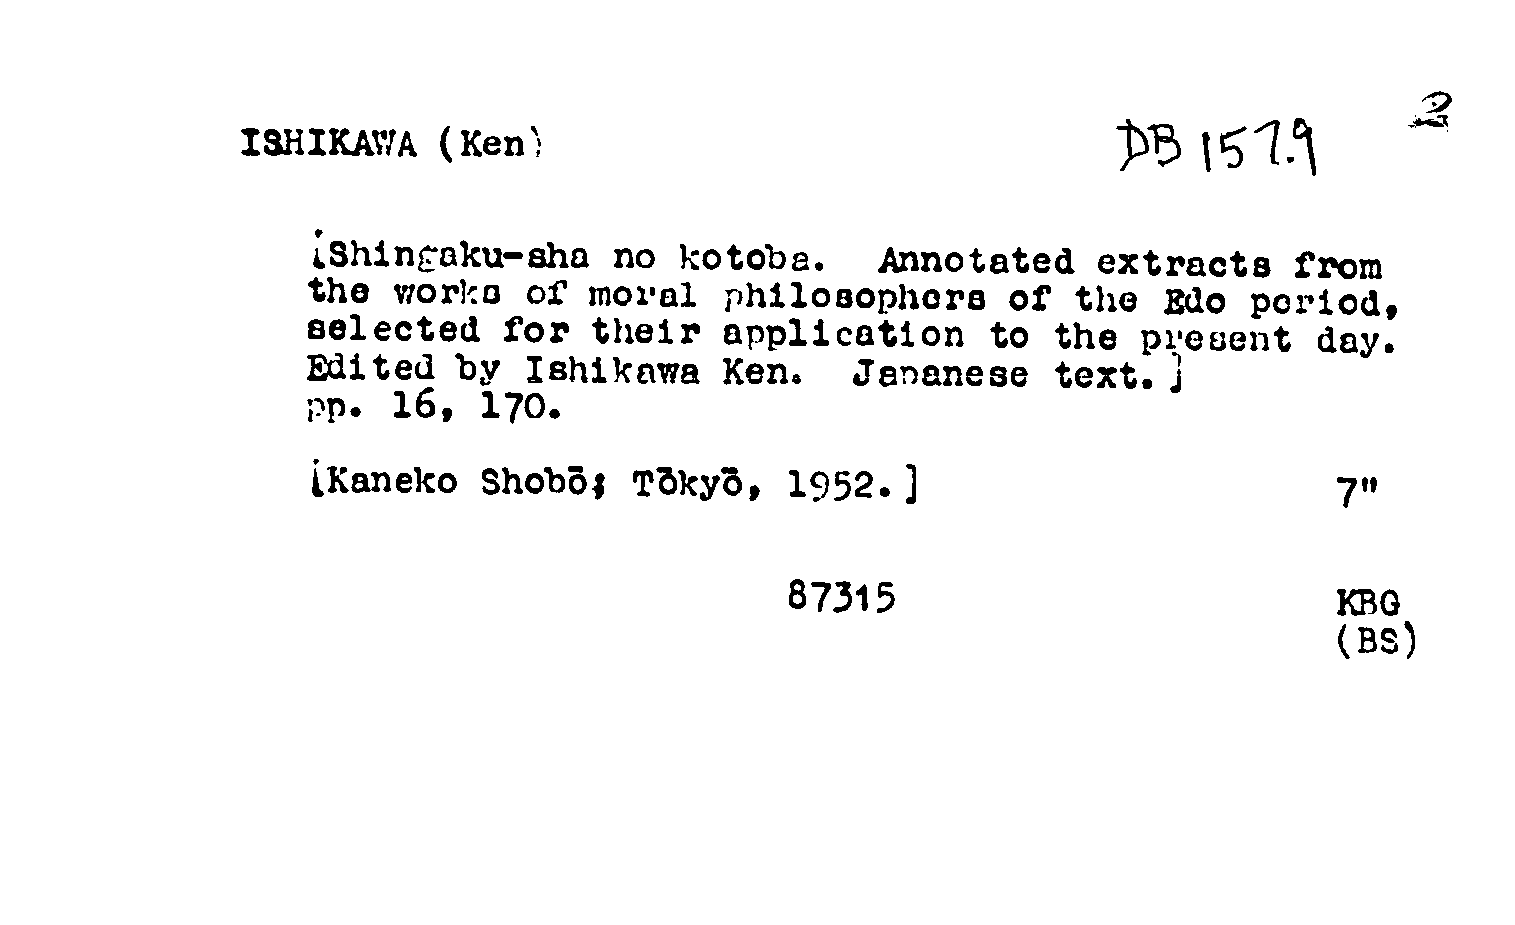 ISHIKAWA (Ken) DB 157.9 2
[Shingaku-sha no kotoba. Annotated extracts from
the works of moral philosophers of the Edo period,
selected for their application to the present day.
Edited by Ishikawa Ken. Japanese text.]
pp. 16, 170.
[Kaneko Shobō; Tōkyō, 1952.] 7"
87315 KBG
(BS)